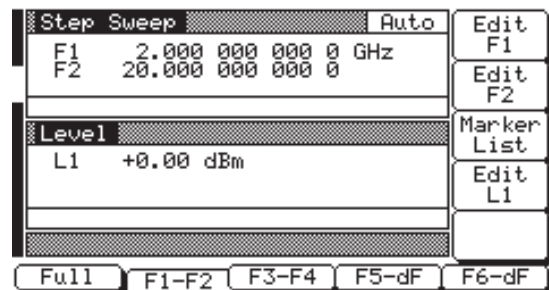 Step Sweep Auto
F1 2.000 000 000 0 GHz
F2 20.000 000 000 0
Level
L1 +0.00 dBm
Edit
F1
Edit
F2
Marker
List
Edit
L1
Full F1-F2 F3-F4 F5-dF F6-dF